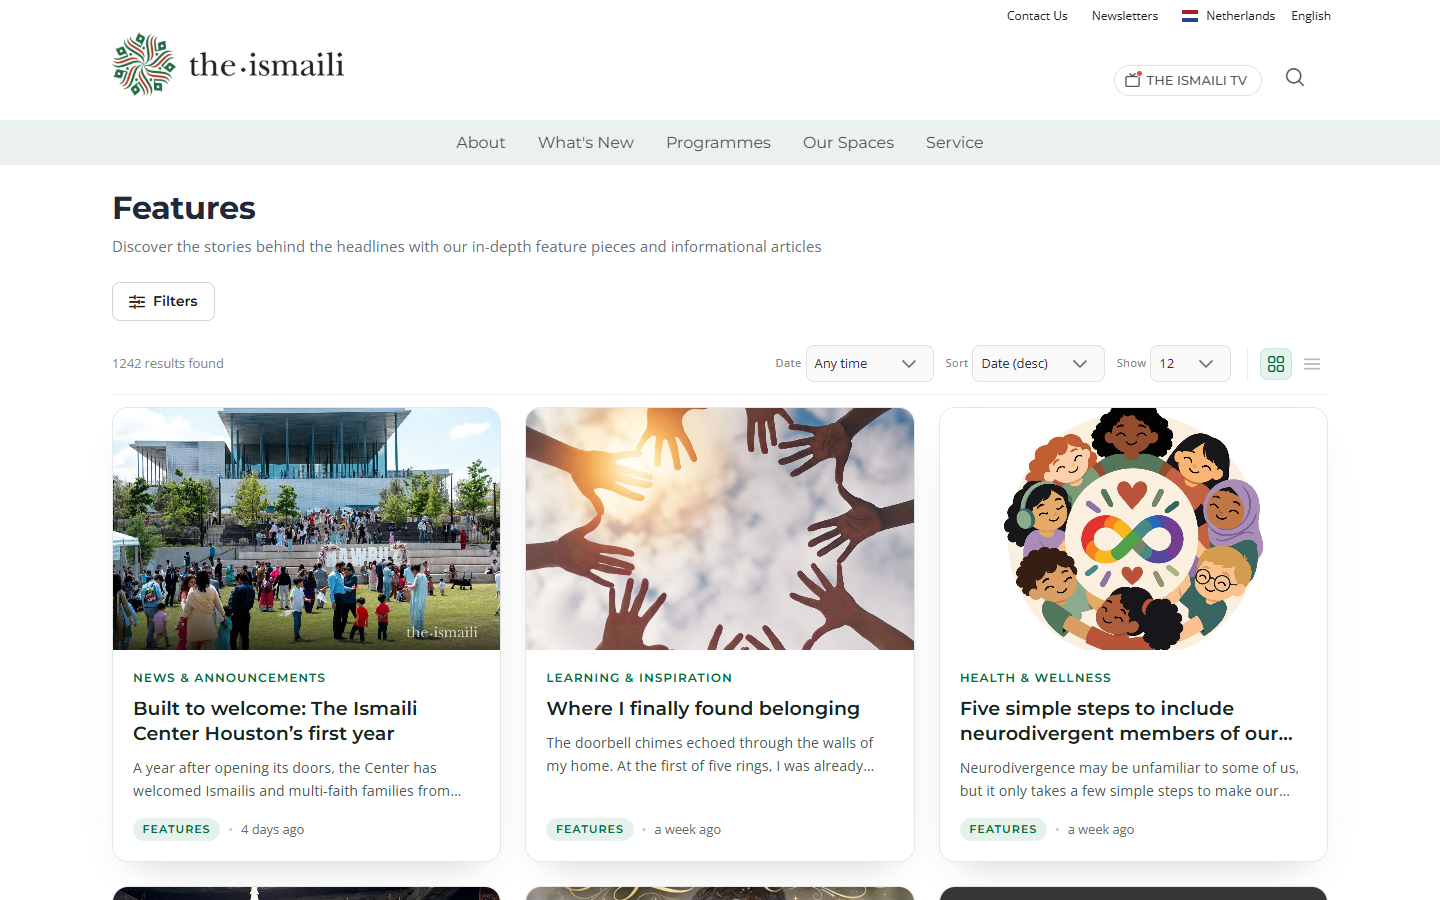 Contact Us
Newsletters
Netherlands
English
the·ismaili
THE ISMAILI TV
About
What's New
Programmes
Our Spaces
Service
Features
Discover the stories behind the headlines with our in-depth feature pieces and informational articles
Filters
1242 results found
Date
Any time
Sort
Date (desc)
Show
12
the·ismaili
NEWS & ANNOUNCEMENTS
Built to welcome: The Ismaili
Center Houston’s first year
A year after opening its doors, the Center has
welcomed Ismailis and multi-faith families from...
FEATURES
4 days ago
LEARNING & INSPIRATION
Where I finally found belonging
The doorbell chimes echoed through the walls of
my home. At the first of five rings, I was already...
FEATURES
a week ago
HEALTH & WELLNESS
Five simple steps to include
neurodivergent members of our...
Neurodivergence may be unfamiliar to some of us,
but it only takes a few simple steps to make our...
FEATURES
a week ago